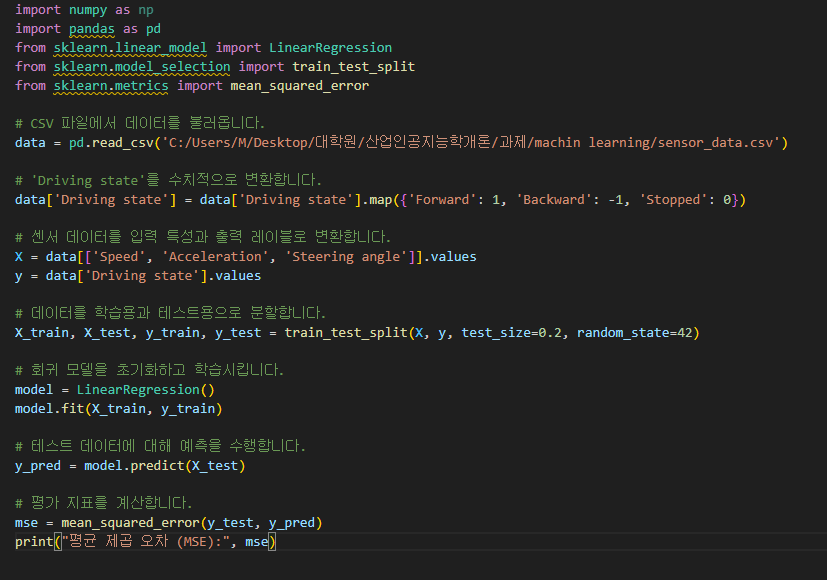 import numpy as np
import pandas as pd
from sklearn.linear_model import LinearRegression
from sklearn.model_selection import train_test_split
from sklearn.metrics import mean_squared_error
# CSV 파일에서 데이터를 불러옵니다.
data = pd.read_csv('C:/Users/M/Desktop/대학원/산업인공지능학개론/과제/machin learning/sensor_data.csv')
# 'Driving state'를 수치적으로 변환합니다.
data['Driving state'] = data['Driving state'].map({'Forward': 1, 'Backward': -1, 'Stopped': 0})
# 센서 데이터를 입력 특성과 출력 레이블로 변환합니다.
X = data[['Speed', 'Acceleration', 'Steering angle']].values
y = data['Driving state'].values
# 데이터를 학습용과 테스트용으로 분할합니다.
X_train, X_test, y_train, y_test = train_test_split(X, y, test_size=0.2, random_state=42)
# 회귀 모델을 초기화하고 학습시킵니다.
model = LinearRegression()
model.fit(X_train, y_train)
# 테스트 데이터에 대해 예측을 수행합니다.
y_pred = model.predict(X_test)
# 평가 지표를 계산합니다.
mse = mean_squared_error(y_test, y_pred)
print("평균 제곱 오차 (MSE):", mse)